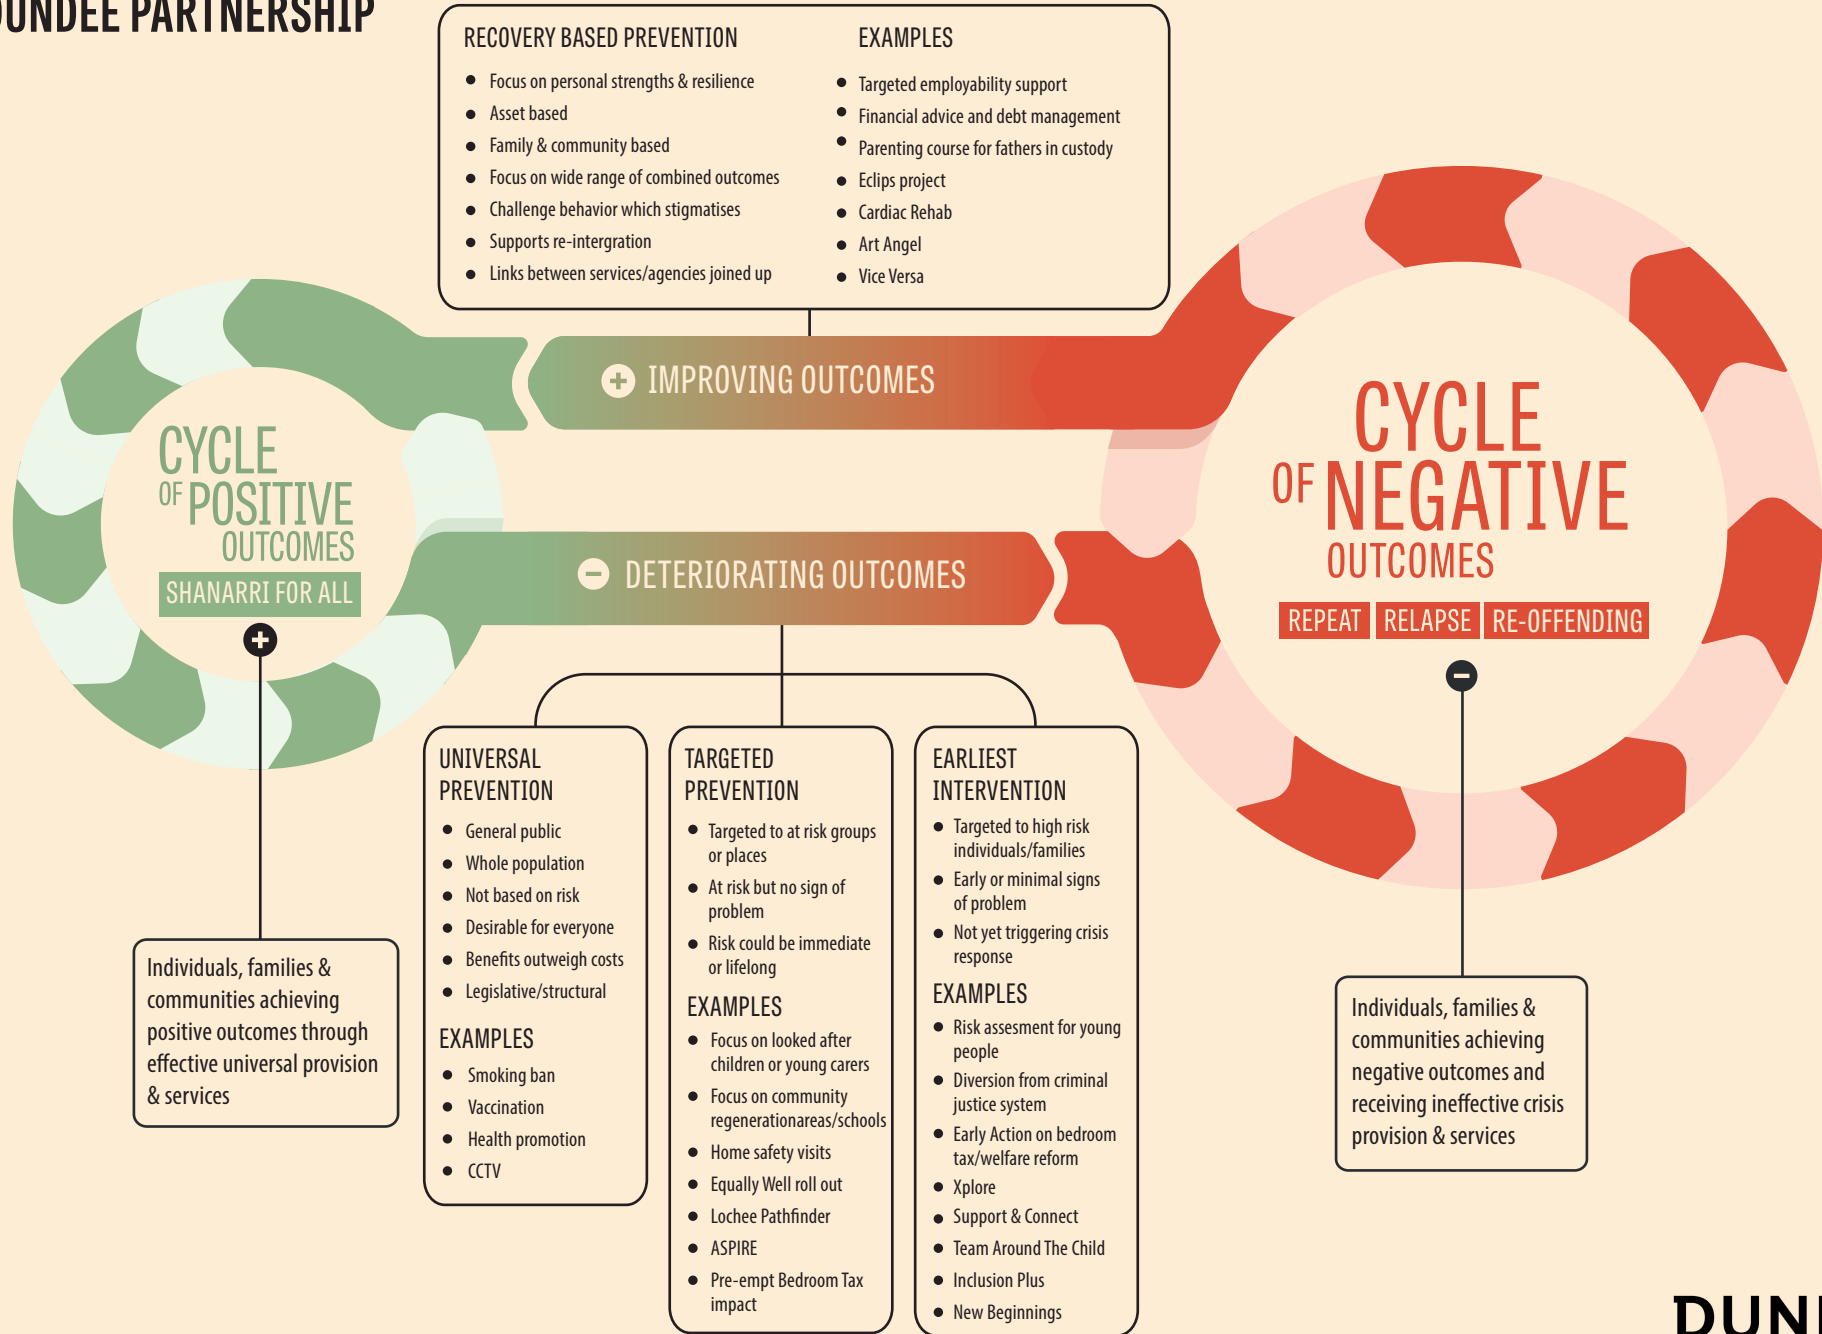 DUNDEE PARTNERSHIP
RECOVERY BASED PREVENTION
Focus on personal strengths & resilience
Asset based
Family & community based
Focus on wide range of combined outcomes
Challenge behavior which stigmatises
Supports re-intergration
Links between services/agencies joined up
EXAMPLES
Targeted employability support
Financial advice and debt management
Parenting course for fathers in custody
Eclips project
Cardiac Rehab
Art Angel
Vice Versa
IMPROVING OUTCOMES
CYCLE
OF POSITIVE
OUTCOMES
SHANARRI FOR ALL
DETERIORATING OUTCOMES
CYCLE
OF NEGATIVE
OUTCOMES
REPEAT RELAPSE RE-OFFENDING
Individuals, families &
communities achieving
positive outcomes through
effective universal provision
& services
UNIVERSAL
PREVENTION
General public
Whole population
Not based on risk
Desirable for everyone
Benefits outweigh costs
Legislative/structural
EXAMPLES
Smoking ban
Vaccination
Health promotion
CCTV
TARGETED
PREVENTION
Targeted to at risk groups
or places
At risk but no sign of
problem
Risk could be immediate
or lifelong
EXAMPLES
Focus on looked after
children or young carers
Focus on community
regenerationareas/schools
Home safety visits
Equally Well roll out
Lochee Pathfinder
ASPIRE
Pre-empt Bedroom Tax
impact
EARLIEST
INTERVENTION
Targeted to high risk
individuals/families
Early or minimal signs
of problem
Not yet triggering crisis
response
EXAMPLES
Risk assesment for young
people
Diversion from criminal
justice system
Early Action on bedroom
tax/welfare reform
Xplore
Support & Connect
Team Around The Child
Inclusion Plus
New Beginnings
Individuals, families &
communities achieving
negative outcomes and
receiving ineffective crisis
provision & services